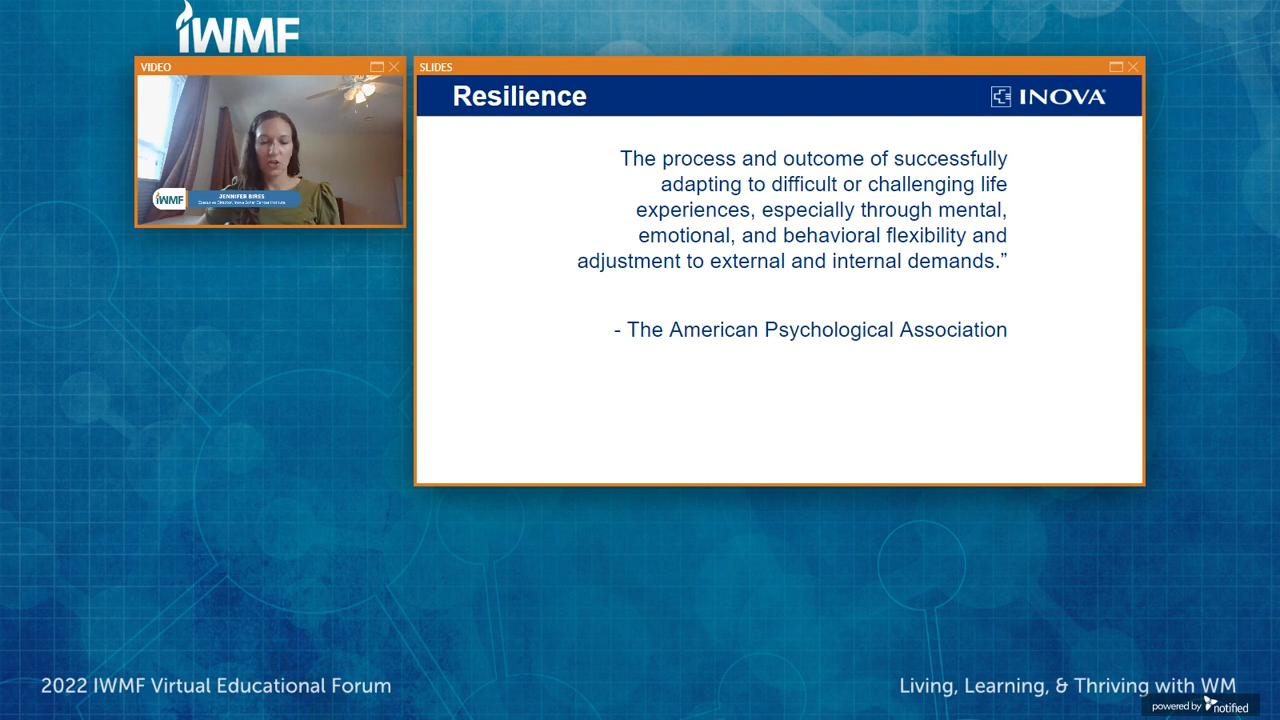 IWMF
VIDEO
IWMF
JENNIFER BIRES
SLIDES
Resilience
INOVA®
The process and outcome of successfully
adapting to difficult or challenging life
experiences, especially through mental,
emotional, and behavioral flexibility and
adjustment to external and internal demands.”
- The American Psychological Association
2022 IWMF Virtual Educational Forum
Living, Learning, & Thriving with WM
powered by notified